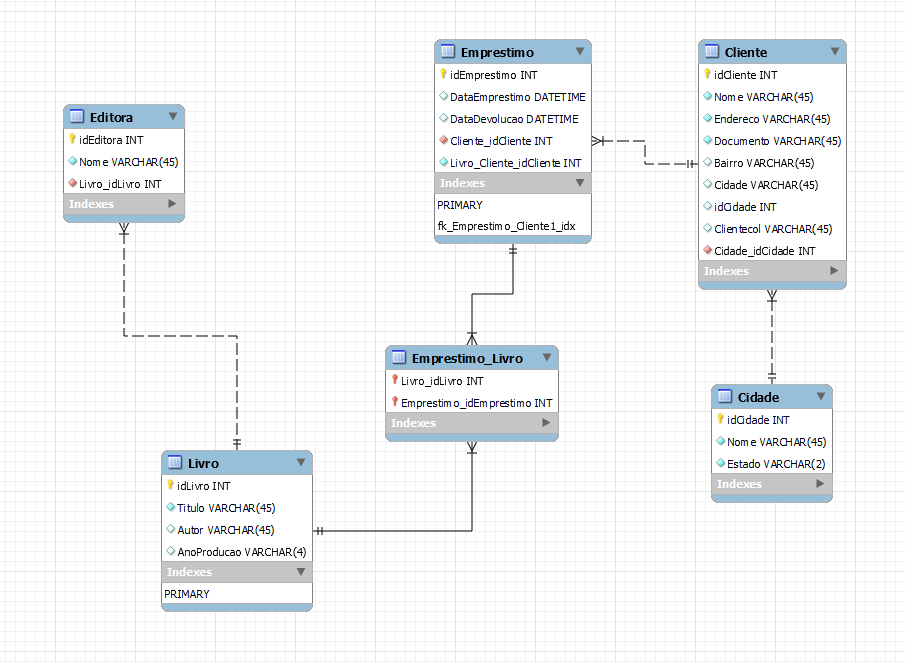 Editora
idEditora INT
Nome VARCHAR(45)
Livro_idLivro INT
Indexes
Emprestimo
idEmprestimo INT
DataEmprestimo DATETIME
DataDevolucao DATETIME
Cliente_idCliente INT
Livro_Cliente_idCliente INT
Indexes
PRIMARY
fk_Emprestimo_Cliente1_idx
Cliente
idCliente INT
Nome VARCHAR(45)
Endereco VARCHAR(45)
Documento VARCHAR(45)
Bairro VARCHAR(45)
Cidade VARCHAR(45)
idCidade INT
Clientecol VARCHAR(45)
Cidade_idCidade INT
Indexes
Emprestimo_Livro
Livro_idLivro INT
Emprestimo_idEmprestimo INT
Indexes
Cidade
idCidade INT
Nome VARCHAR(45)
Estado VARCHAR(2)
Indexes
Livro
idLivro INT
Titulo VARCHAR(45)
Autor VARCHAR(45)
AnoProducao VARCHAR(4)
Indexes
PRIMARY